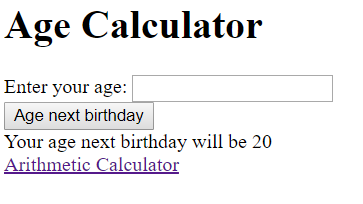 Age Calculator
Enter your age:
Age next birthday
Your age next birthday will be 20
Arithmetic Calculator